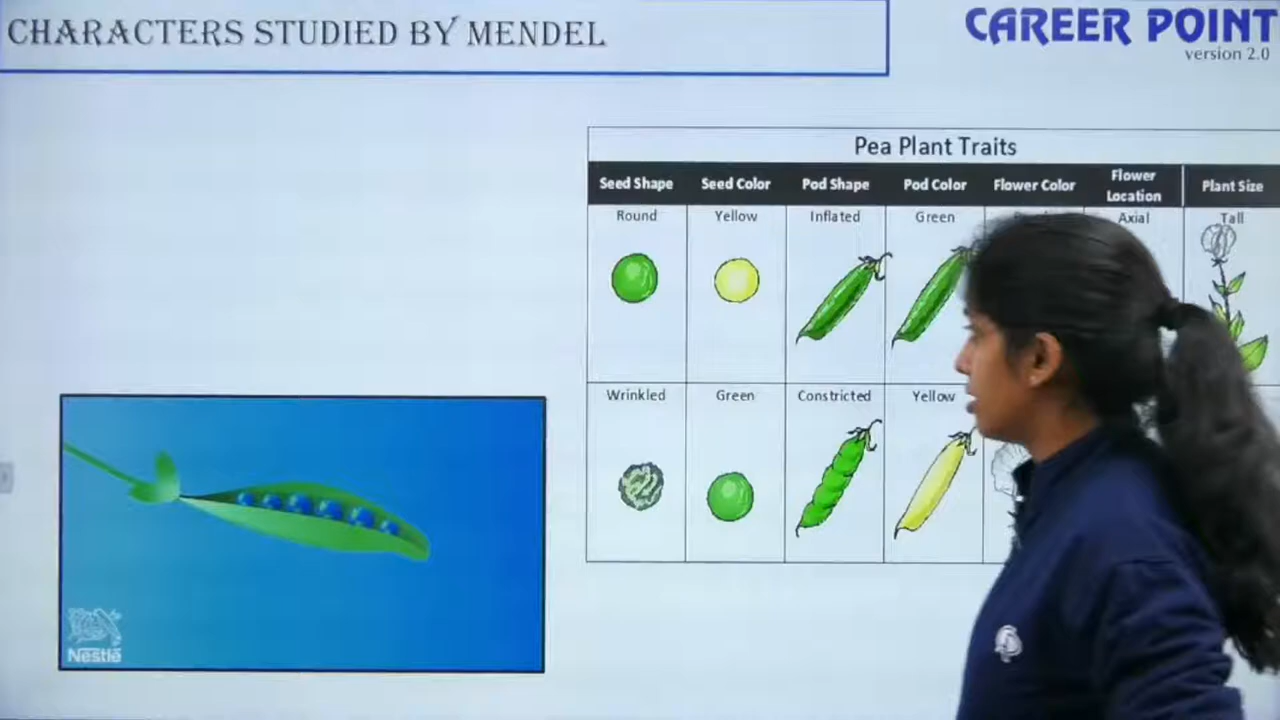 CHARACTERS STUDIED BY MENDEL
CAREER POINT
version 2.0
Pea Plant Traits
Seed Shape Seed Color Pod Shape Pod Color Flower Color Flower Location Plant Size
Round Yellow Inflated Green Axial Tall
Wrinkled Green Constricted Yellow
Nestlé